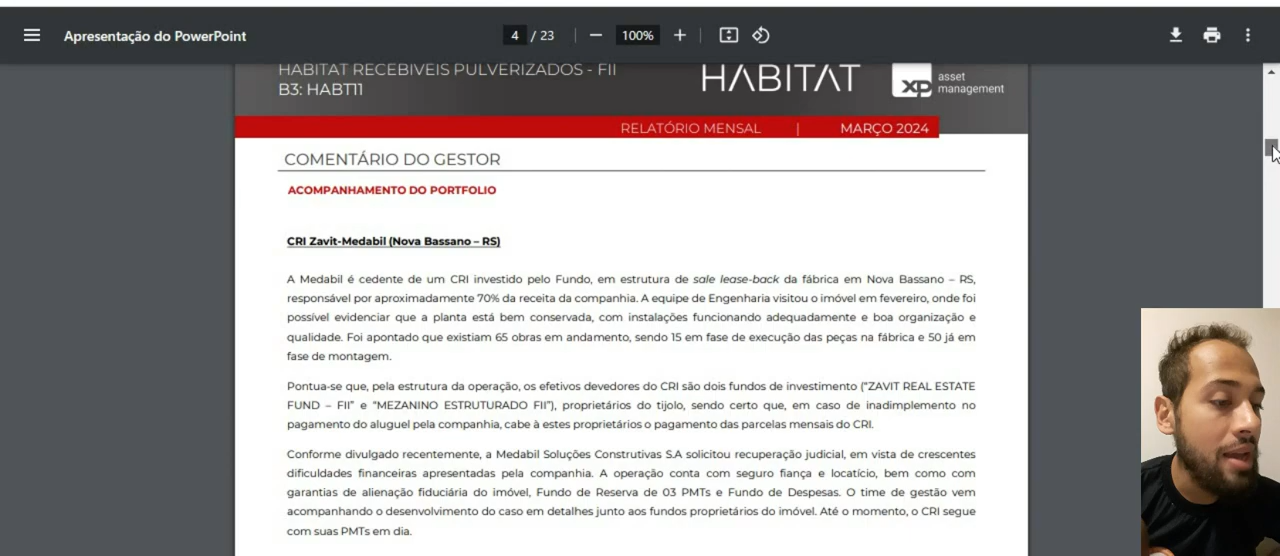 Apresentação do PowerPoint
4 / 23
100%
HABITAT RECEBÍVEIS PULVERIZADOS - FII
B3: HABT11
HABITAT
xp asset management
RELATÓRIO MENSAL | MARÇO 2024
COMENTÁRIO DO GESTOR
ACOMPANHAMENTO DO PORTFOLIO
CRI Zavit-Medabil (Nova Bassano – RS)
A Medabil é cedente de um CRI investido pelo Fundo, em estrutura de sale lease-back da fábrica em Nova Bassano – RS,
responsável por aproximadamente 70% da receita da companhia. A equipe de Engenharia visitou o imóvel em fevereiro, onde foi
possível evidenciar que a planta está bem conservada, com instalações funcionando adequadamente e boa organização e
qualidade. Foi apontado que existiam 65 obras em andamento, sendo 15 em fase de execução das peças na fábrica e 50 já em
fase de montagem.
Pontua-se que, pela estrutura da operação, os efetivos devedores do CRI são dois fundos de investimento (“ZAVIT REAL ESTATE
FUND – FII” e “MEZANINO ESTRUTURADO FII”), proprietários do tijolo, sendo certo que, em caso de inadimplemento no
pagamento do aluguel pela companhia, cabe à estes proprietários o pagamento das parcelas mensais do CRI.
Conforme divulgado recentemente, a Medabil Soluções Construtivas S.A solicitou recuperação judicial, em vista de crescentes
dificuldades financeiras apresentadas pela companhia. A operação conta com seguro fiança e locatício, bem como com
garantias de alienação fiduciária do imóvel, Fundo de Reserva de 03 PMTs e Fundo de Despesas. O time de gestão vem
acompanhando o desenvolvimento do caso em detalhes junto aos fundos proprietários do imóvel. Até o momento, o CRI segue
com suas PMTs em dia.